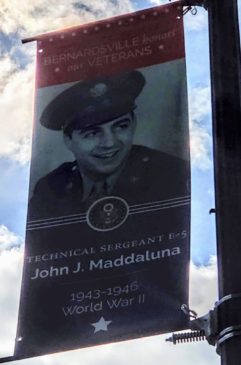 BERNARDSVILLE honors
our VETERANS
TECHNICAL SERGEANT E-5
John J. Maddaluna
1943-1946
World War II